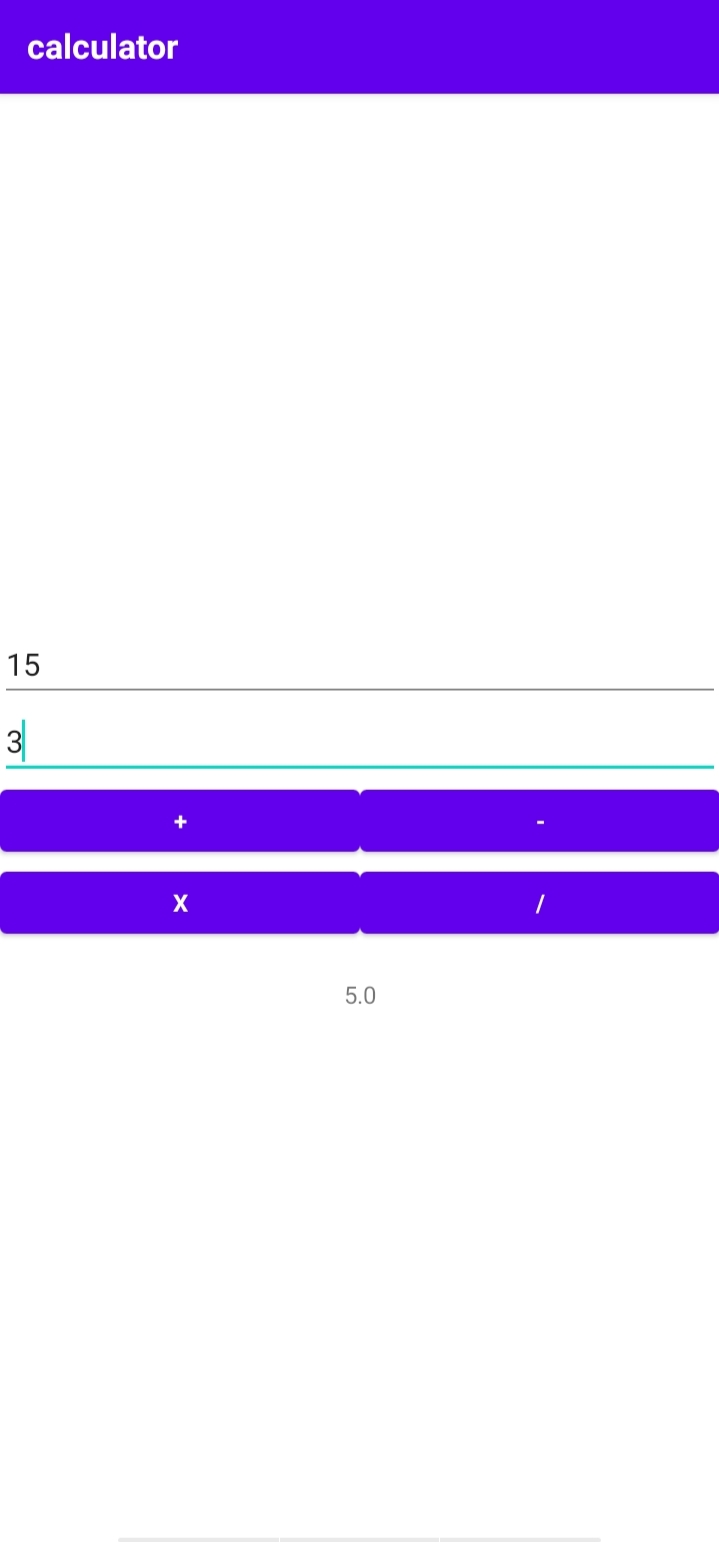 calculator
15
3
+ -
X /
5.0